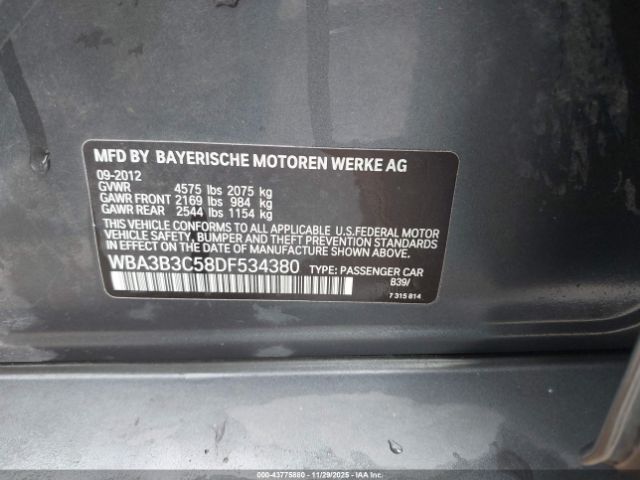 MFD BY BAYERISCHE MOTOREN WERKE AG
09-2012
GVWR 4575 lbs 2075 kg
GAWR FRONT 2169 lbs 984 kg
GAWR REAR 2544 lbs 1154 kg
THIS VEHICLE CONFORMS TO ALL APPLICABLE U.S.FEDERAL MOTOR
VEHICLE SAFETY, BUMPER AND THEFT PREVENTION STANDARDS
IN EFFECT ON THE DATE OF MANUFACTURE SHOWN ABOVE.
WBA3B3C58DF534380 TYPE: PASSENGER CAR
B39/
7 315 814
000-43775880 - 11/29/2025 - IAAI.COM